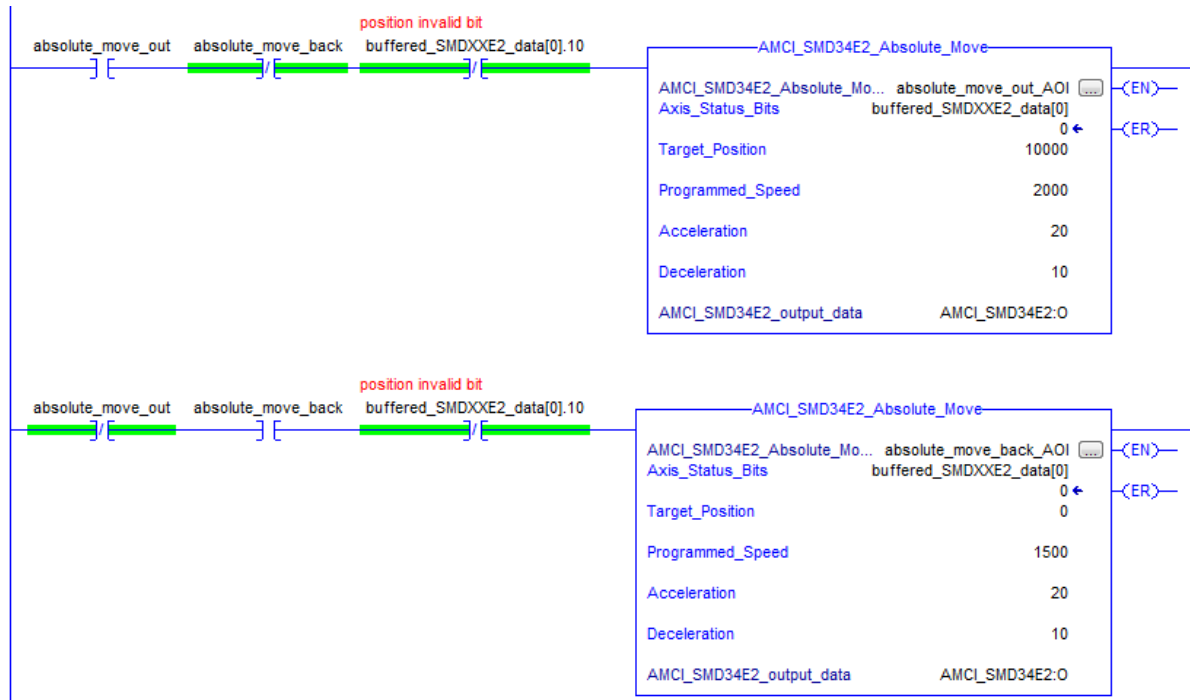 position invalid bit
absolute_move_out absolute_move_back buffered_SMDXXE2_data[0].10
AMCI_SMD34E2_Absolute_Move
AMCI_SMD34E2_Absolute_Mo... absolute_move_out_AOI ... EN
Axis_Status_Bits buffered_SMDXXE2_data[0]
0 ER
Target_Position 10000
Programmed_Speed 2000
Acceleration 20
Deceleration 10
AMCI_SMD34E2_output_data AMCI_SMD34E2:O
position invalid bit
absolute_move_out absolute_move_back buffered_SMDXXE2_data[0].10
AMCI_SMD34E2_Absolute_Move
AMCI_SMD34E2_Absolute_Mo... absolute_move_back_AOI ... EN
Axis_Status_Bits buffered_SMDXXE2_data[0]
0 ER
Target_Position 0
Programmed_Speed 1500
Acceleration 20
Deceleration 10
AMCI_SMD34E2_output_data AMCI_SMD34E2:O